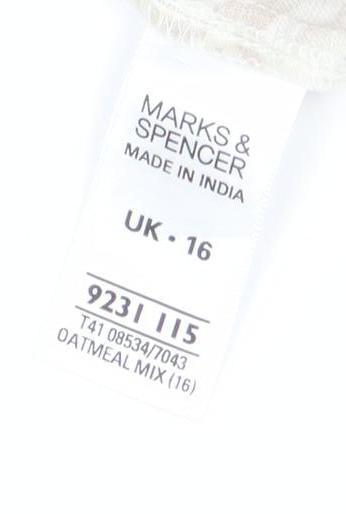 MARKS &
SPENCER
MADE IN INDIA
UK • 16
9231 115
T41 08534/7043
OATMEAL MIX (16)